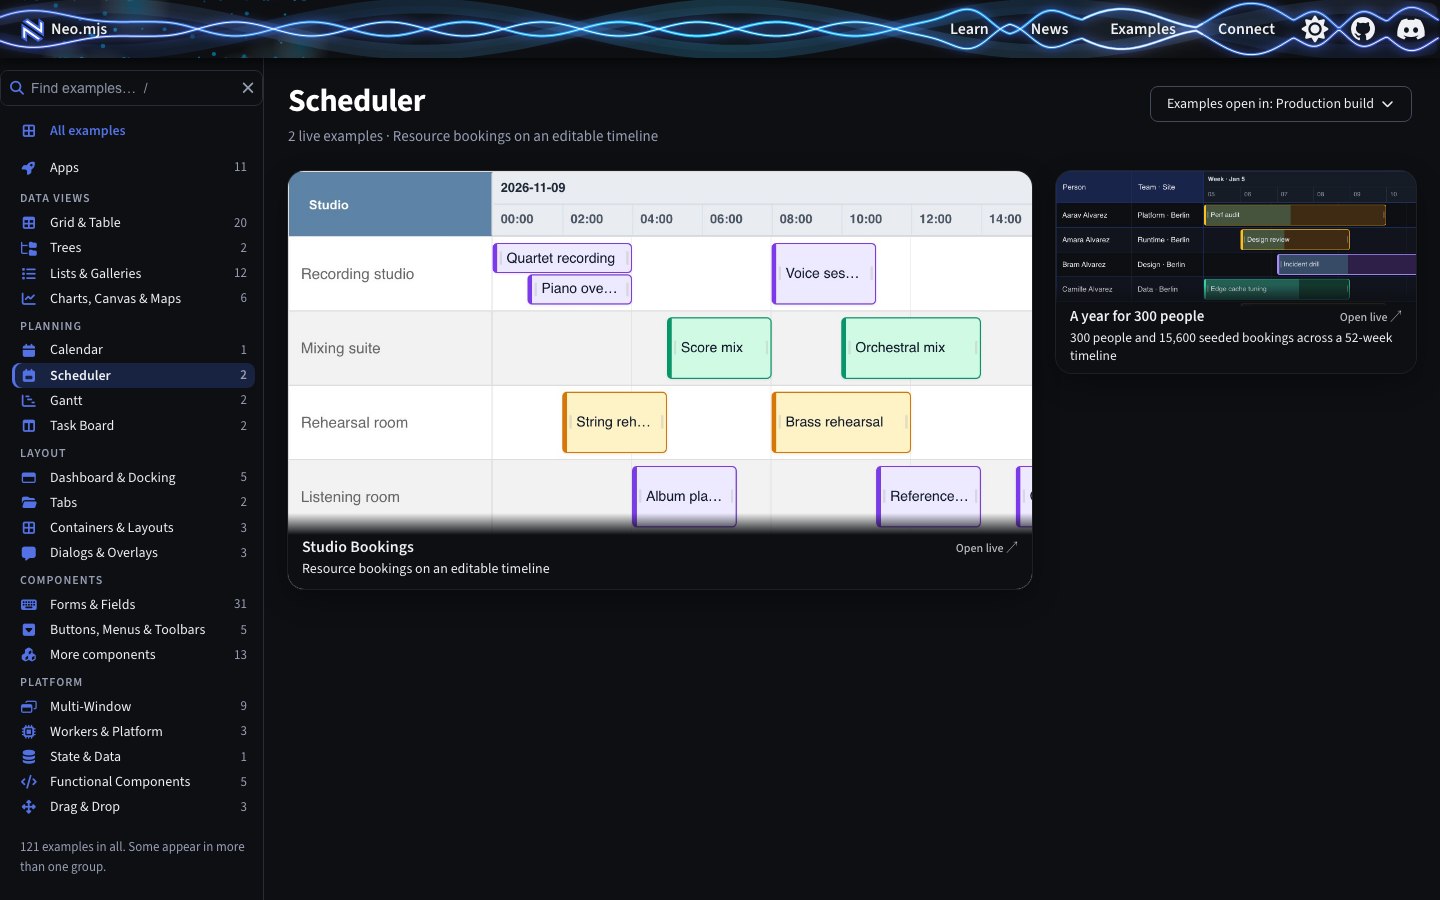 Neo.mjs
Learn
News
Examples
Connect
Find examples... /
All examples
Apps 11
DATA VIEWS
Grid & Table 20
Trees 2
Lists & Galleries 12
Charts, Canvas & Maps 6
PLANNING
Calendar 1
Scheduler 2
Gantt 2
Task Board 2
LAYOUT
Dashboard & Docking 5
Tabs 2
Containers & Layouts 3
Dialogs & Overlays 3
COMPONENTS
Forms & Fields 31
Buttons, Menus & Toolbars 5
More components 13
PLATFORM
Multi-Window 9
Workers & Platform 3
State & Data 1
Functional Components 5
Drag & Drop 3
121 examples in all. Some appear in more
than one group.
Scheduler
2 live examples · Resource bookings on an editable timeline
Examples open in: Production build
Studio
2026-11-09
00:00 02:00 04:00 06:00 08:00 10:00 12:00 14:00
Recording studio
Quartet recording
Piano ove...
Voice ses...
Mixing suite
Score mix
Orchestral mix
Rehearsal room
String reh...
Brass rehearsal
Listening room
Album pla...
Reference...
Studio Bookings
Open live
Resource bookings on an editable timeline
Person
Team · Site
Week · Jan 5
05 06 07 08 09 10
Aarav Alvarez Platform · Berlin Perf audit
Amara Alvarez Runtime · Berlin Design review
Bram Alvarez Design · Berlin Incident drill
Camille Alvarez Data · Berlin Edge cache tuning
A year for 300 people
Open live
300 people and 15,600 seeded bookings across a 52-week
timeline